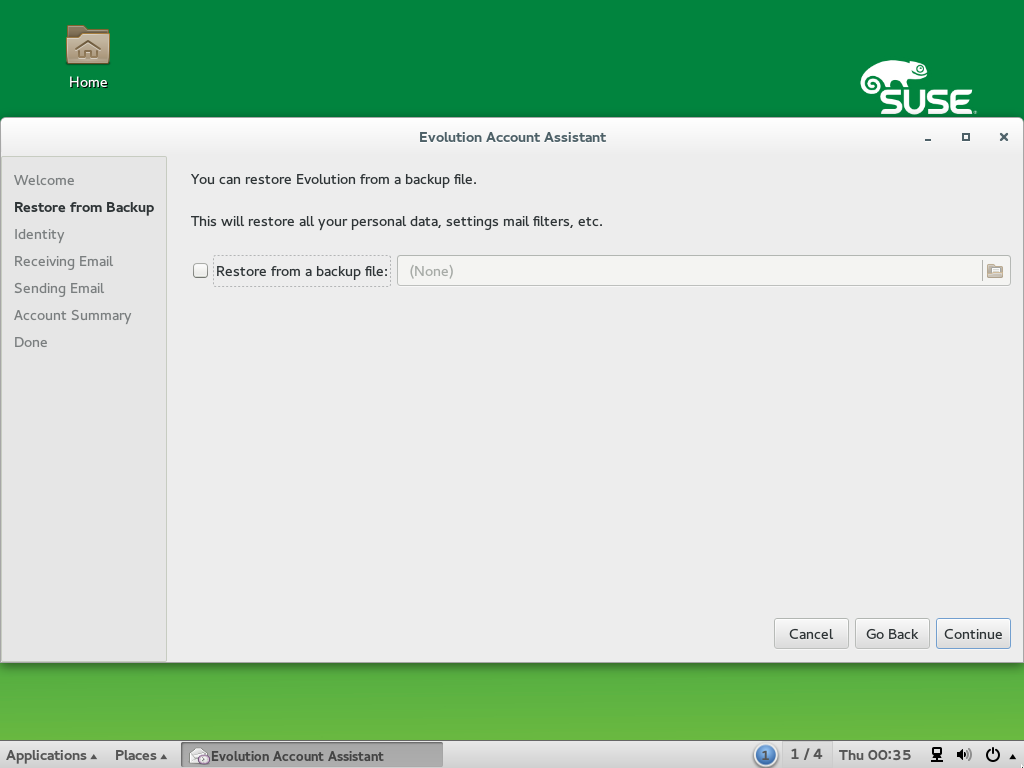 Home
SUSE
Evolution Account Assistant
Welcome
Restore from Backup
Identity
Receiving Email
Sending Email
Account Summary
Done
You can restore Evolution from a backup file.
This will restore all your personal data, settings mail filters, etc.
Restore from a backup file:
(None)
Cancel
Go Back
Continue
Applications
Places
Evolution Account Assistant
1
1 / 4
Thu 00:35